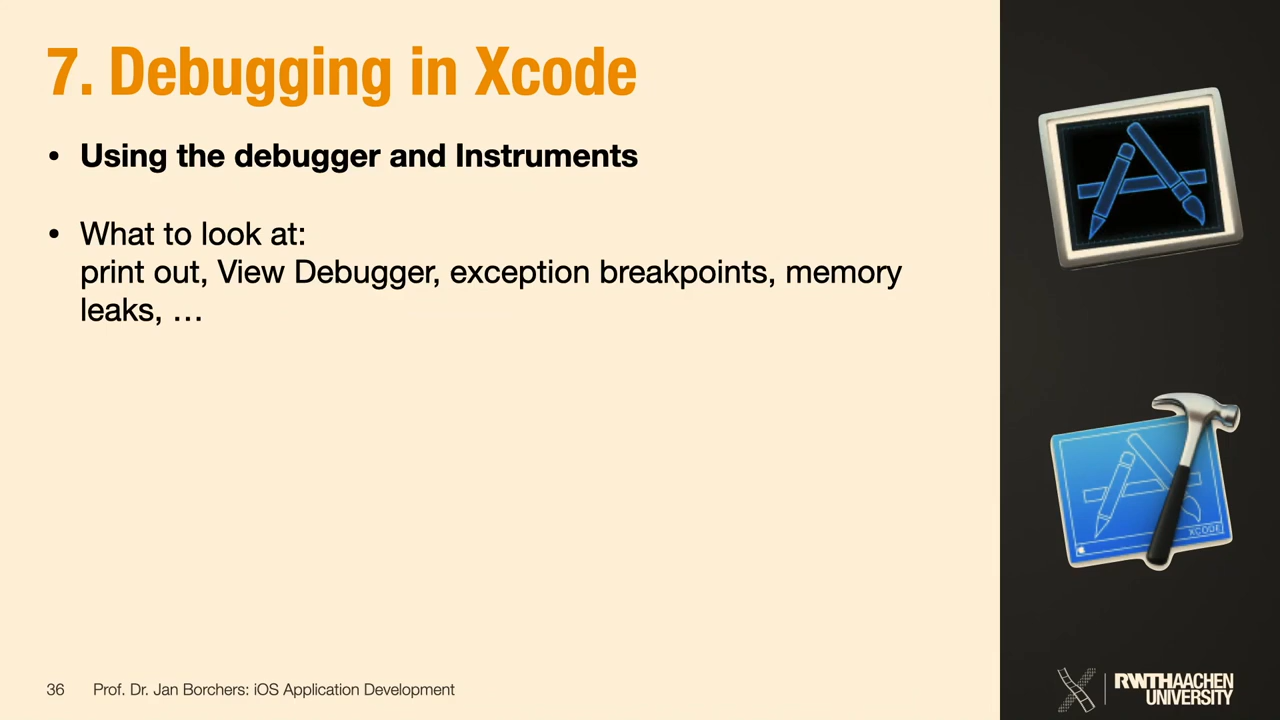 7. Debugging in Xcode
• Using the debugger and Instruments
• What to look at:
print out, View Debugger, exception breakpoints, memory
leaks, …
XCODE
36 Prof. Dr. Jan Borchers: iOS Application Development
RWTHAACHEN
UNIVERSITY